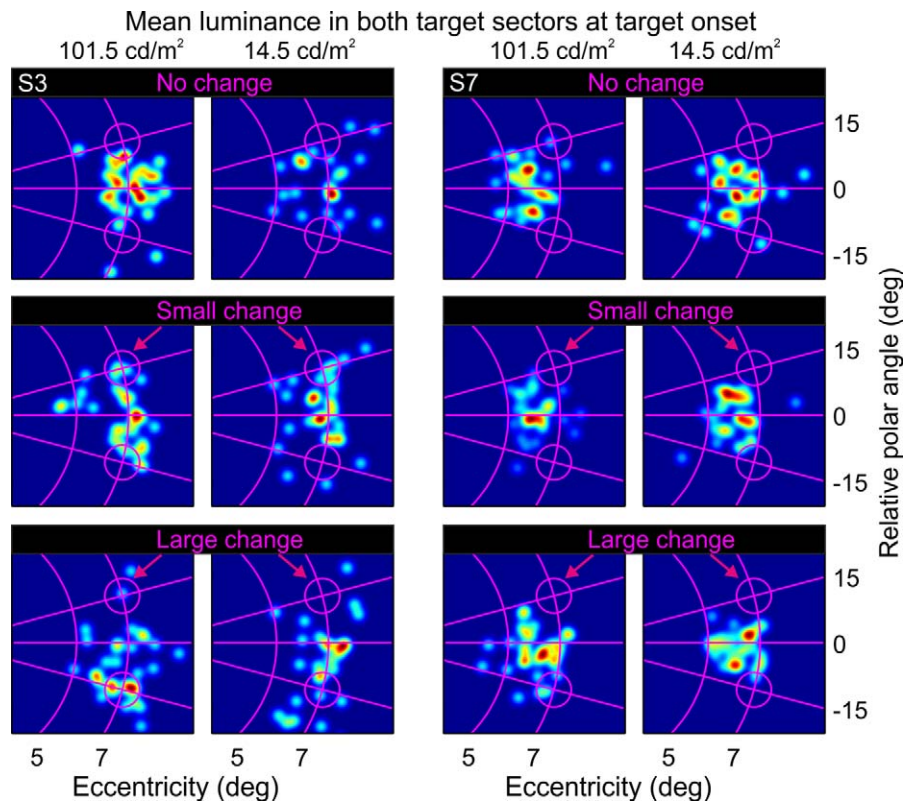 Mean luminance in both target sectors at target onset
101.5 cd/m² 14.5 cd/m² 101.5 cd/m² 14.5 cd/m²
S3 No change S7 No change
15
0
-15
Small change Small change
15
0
-15
Large change Large change
15
0
-15
Relative polar angle (deg)
5 7 5 7 5 7 5 7
Eccentricity (deg) Eccentricity (deg)